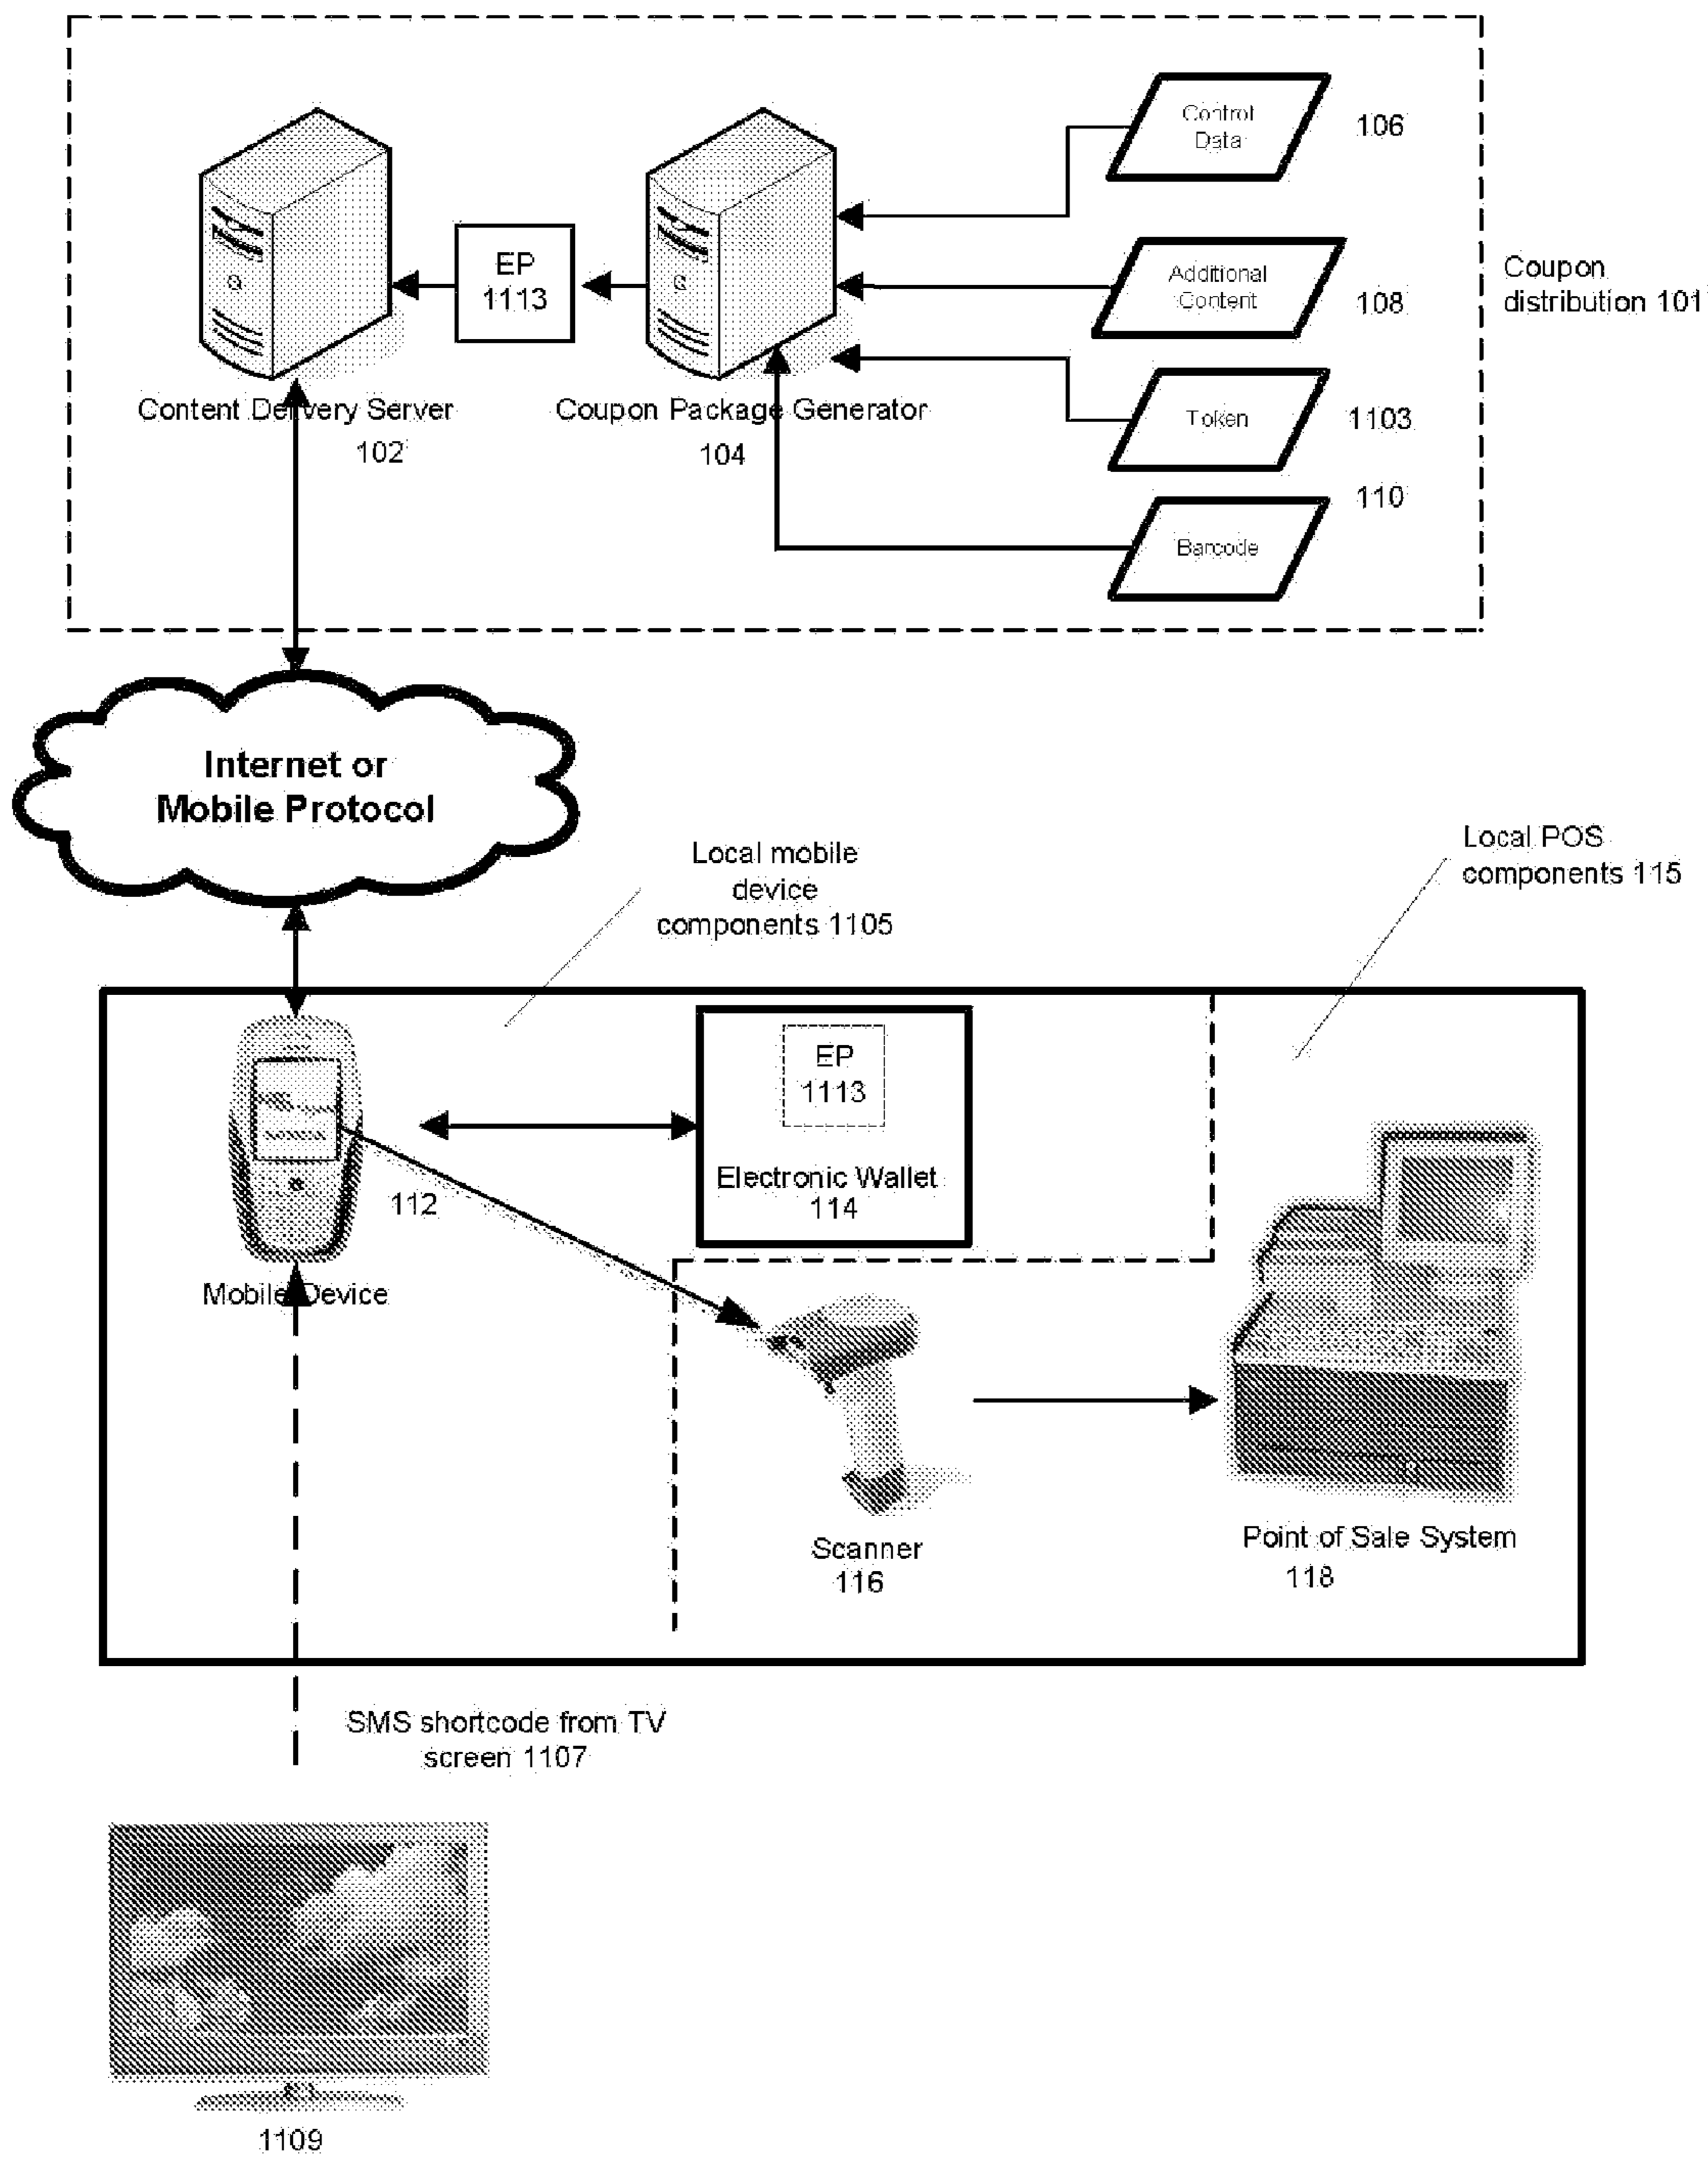 Control
Data
106
Additional
Content
108
Coupon
distribution 101
EP
1113
Token
1103
Content Delivery Server
102
Coupon Package Generator
104
110
Barcode
Internet or
Mobile Protocol
Local mobile
device
components 1105
Local POS
components 115
EP
1113
Electronic Wallet
114
112
Mobile Device
Scanner
116
Point of Sale System
118
SMS shortcode from TV
screen 1107
1109